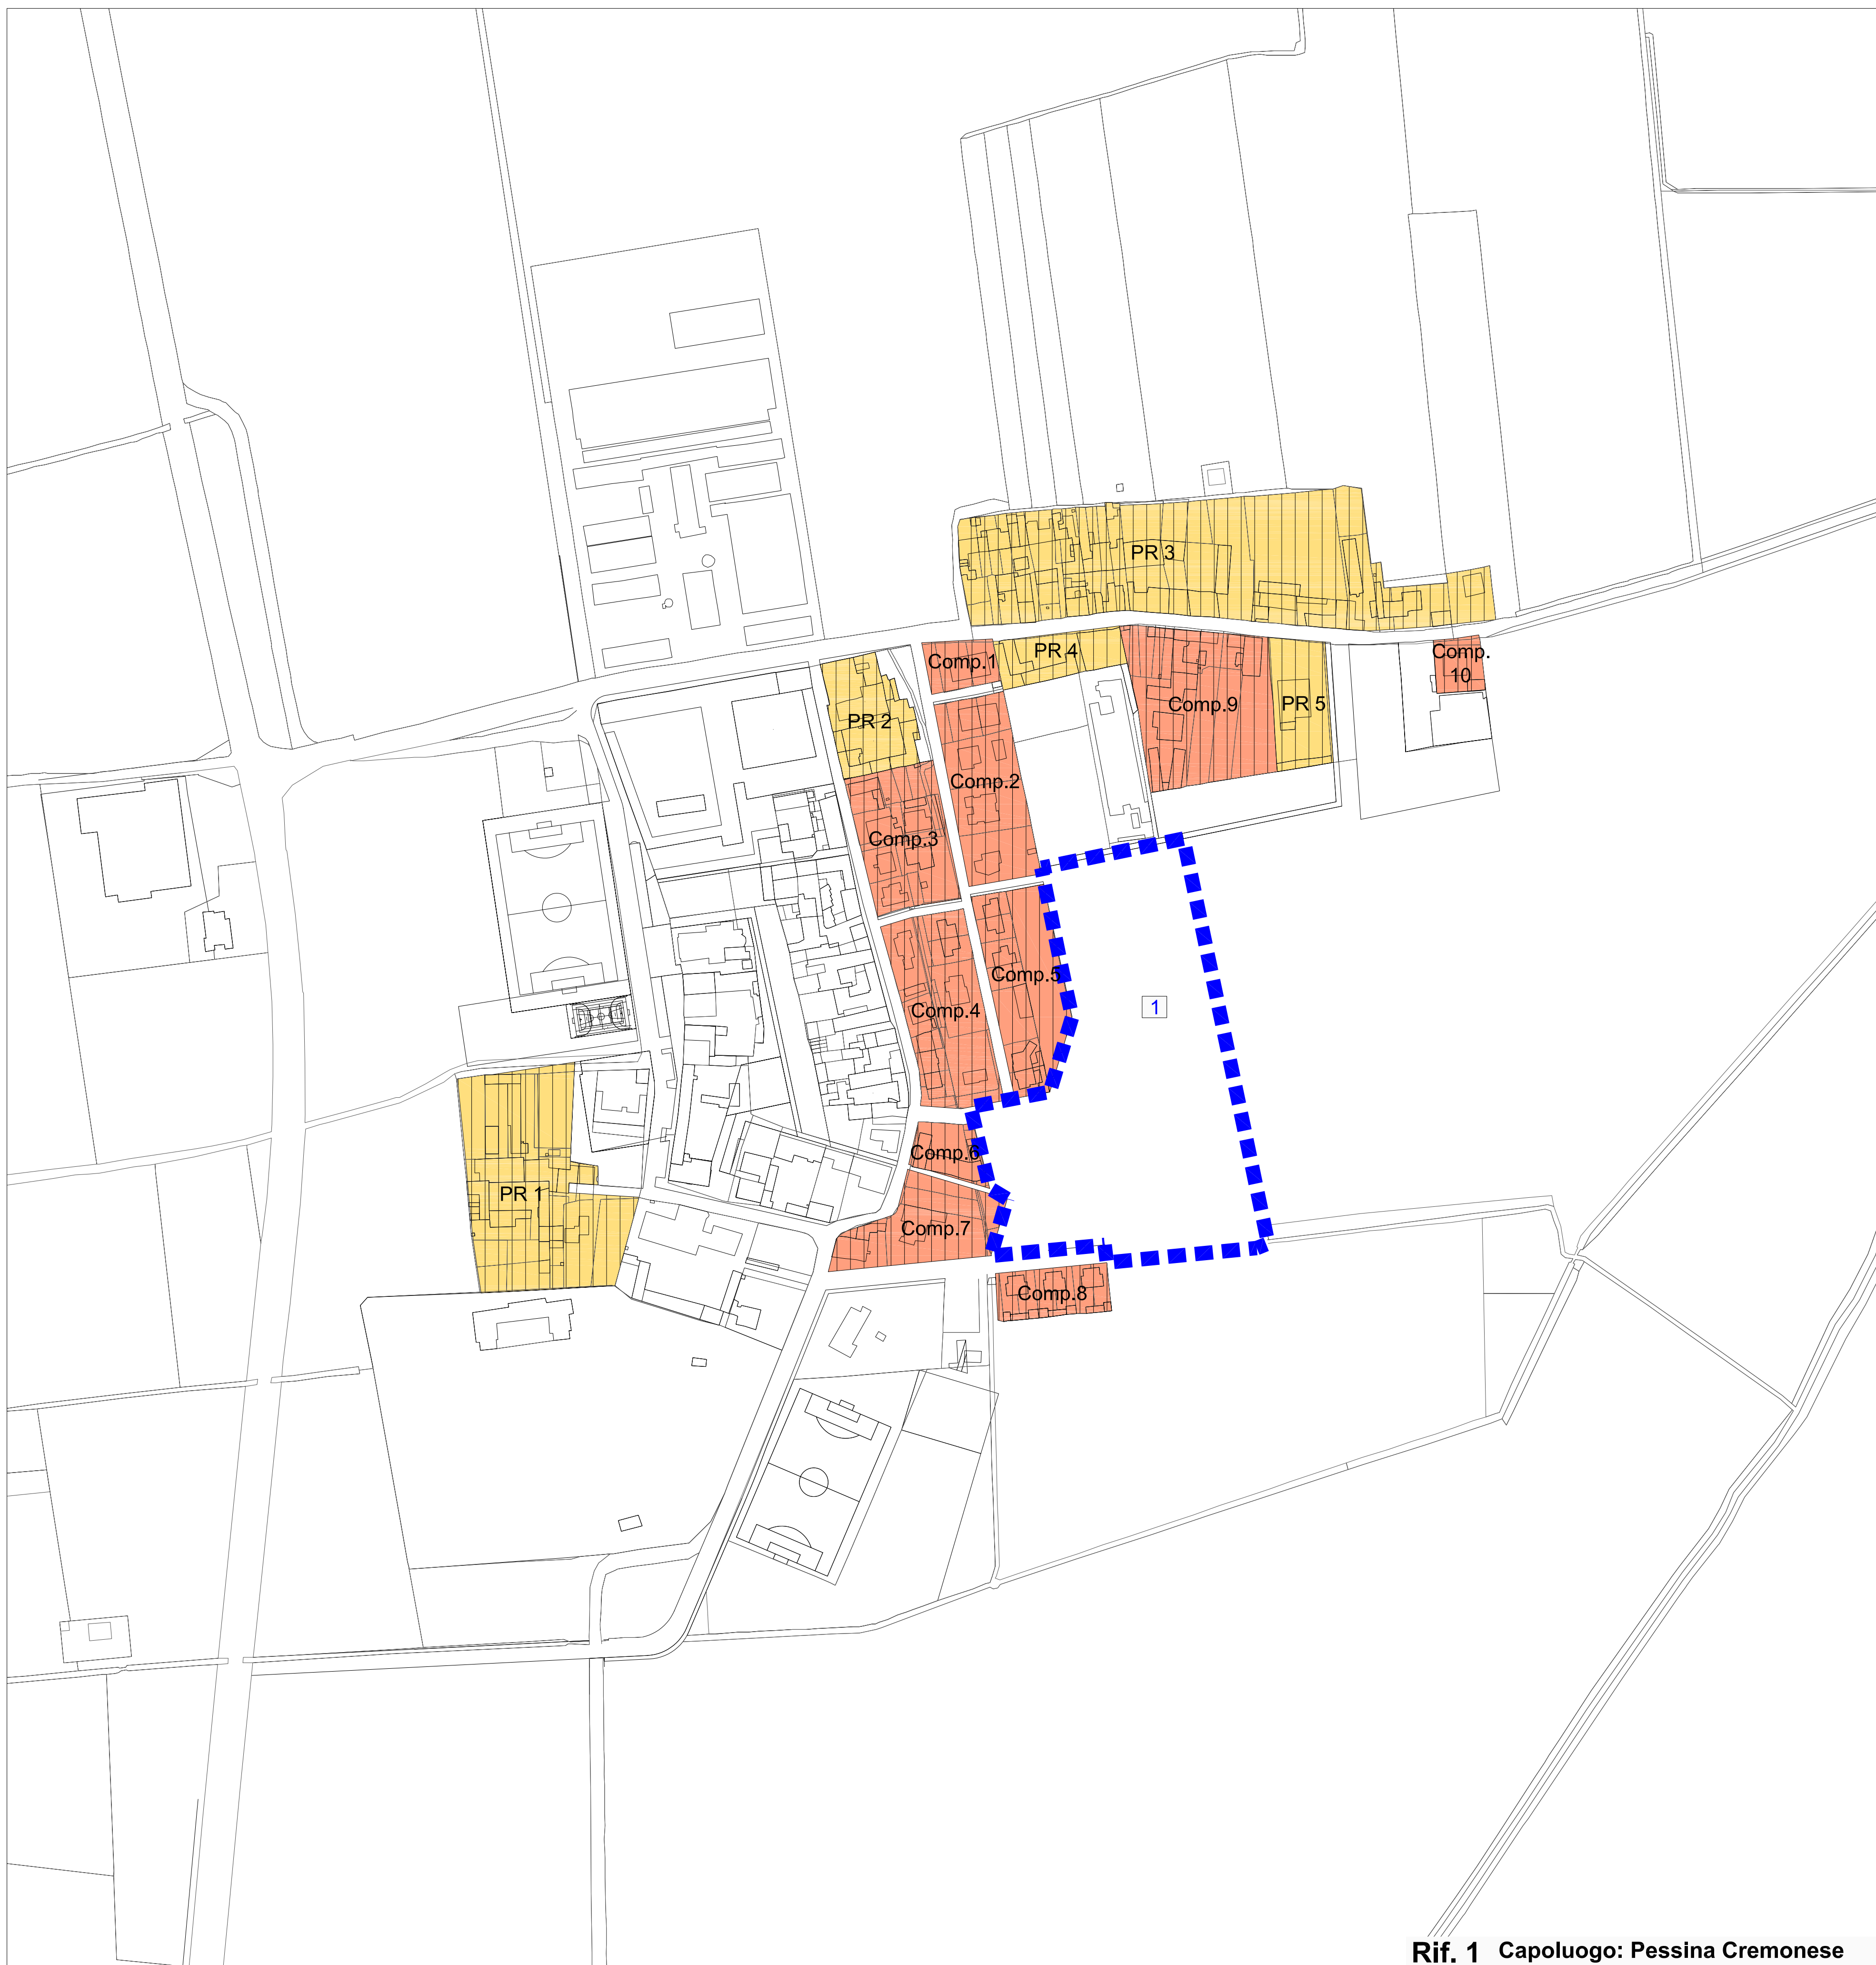 PR 3
Comp.1
PR 4
Comp.
10
PR 2
Comp.9
PR 5
Comp.2
Comp.3
Comp.5
Comp.4
1
Comp.6
PR 1
Comp.7
Comp.8
Rif. 1 Capoluogo: Pessina Cremonese